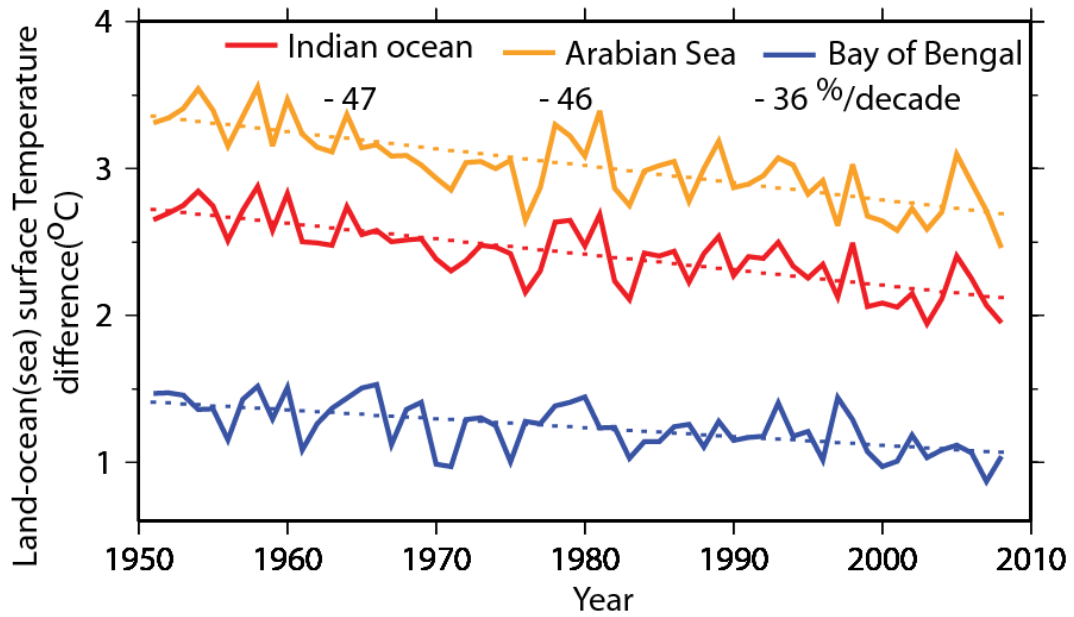 Land-ocean(sea) surface Temperature
difference(°C)
4
3
2
1
Indian ocean
Arabian Sea
Bay of Bengal
- 47
- 46
- 36 %/decade
1950
1960
1970
1980
1990
2000
2010
Year